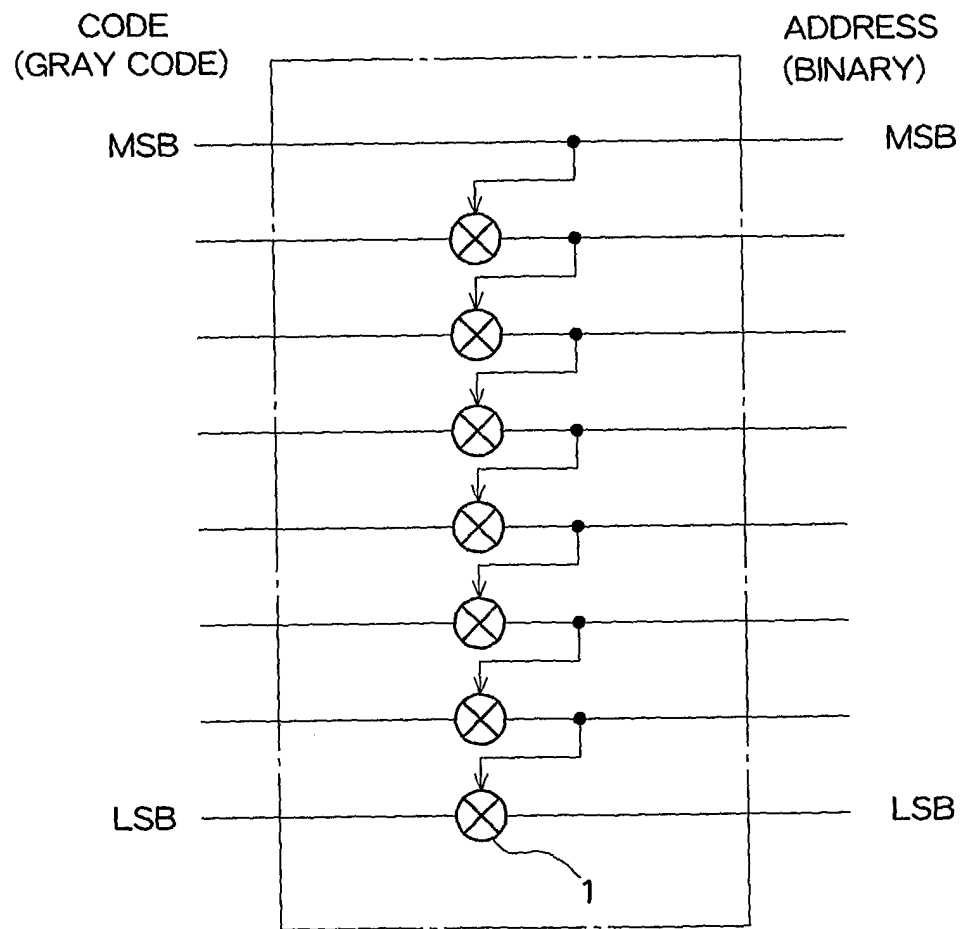 CODE
(GRAY CODE)
ADDRESS
(BINARY)
MSB
MSB
LSB
LSB
1